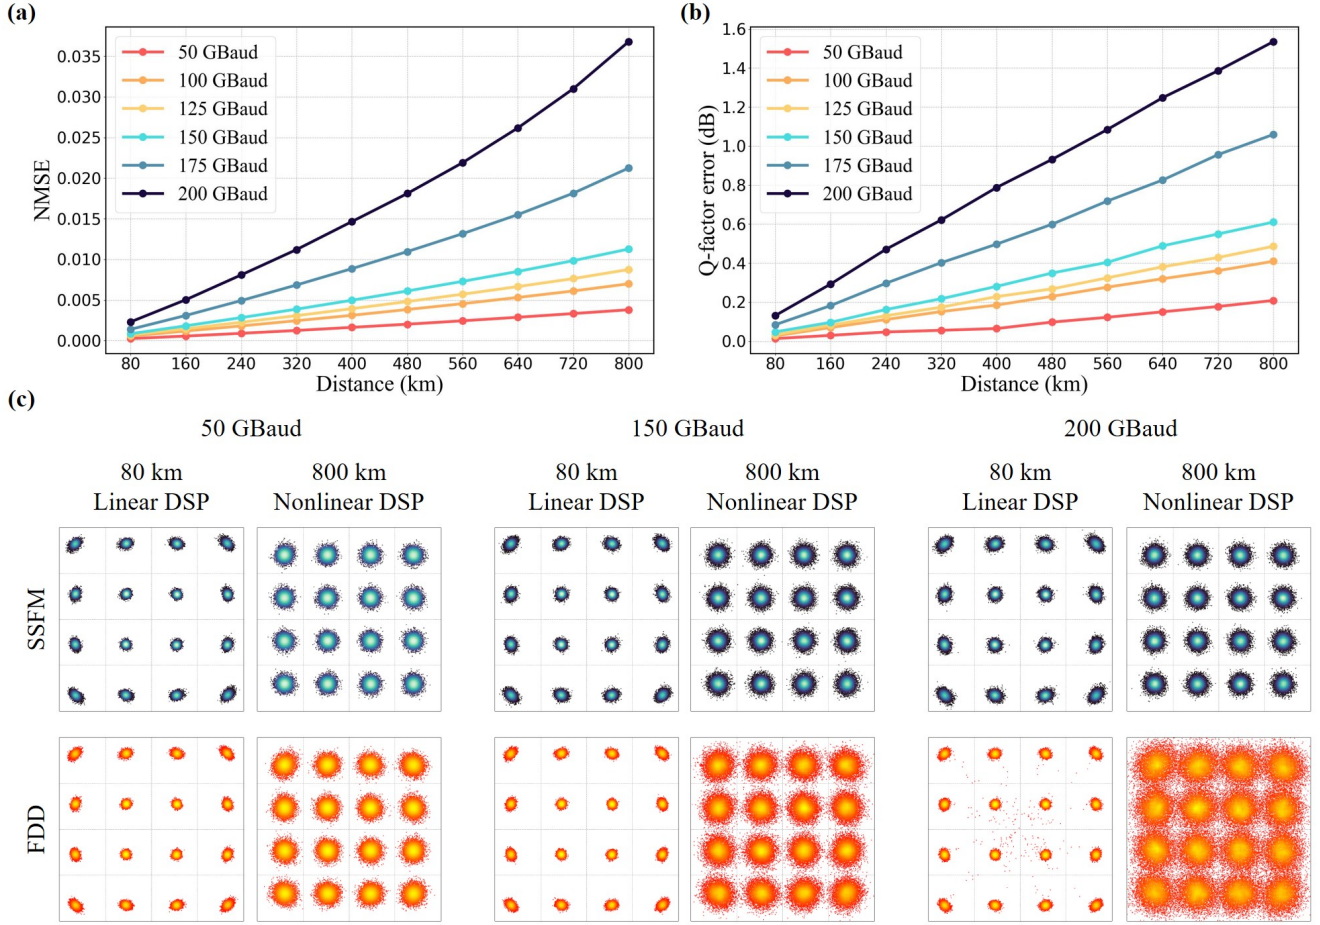 (a)
0.035
0.030
0.025
0.020
0.015
0.010
0.005
0.000
NMSE
50 GBaud
100 GBaud
125 GBaud
150 GBaud
175 GBaud
200 GBaud
80 160 240 320 400 480 560 640 720 800
Distance (km)
(b)
1.6
1.4
1.2
1.0
0.8
0.6
0.4
0.2
0.0
Q-factor error (dB)
50 GBaud
100 GBaud
125 GBaud
150 GBaud
175 GBaud
200 GBaud
80 160 240 320 400 480 560 640 720 800
Distance (km)
(c)
50 GBaud 150 GBaud 200 GBaud
80 km 800 km 80 km 800 km 80 km 800 km
Linear DSP Nonlinear DSP Linear DSP Nonlinear DSP Linear DSP Nonlinear DSP
SSFM
FDD